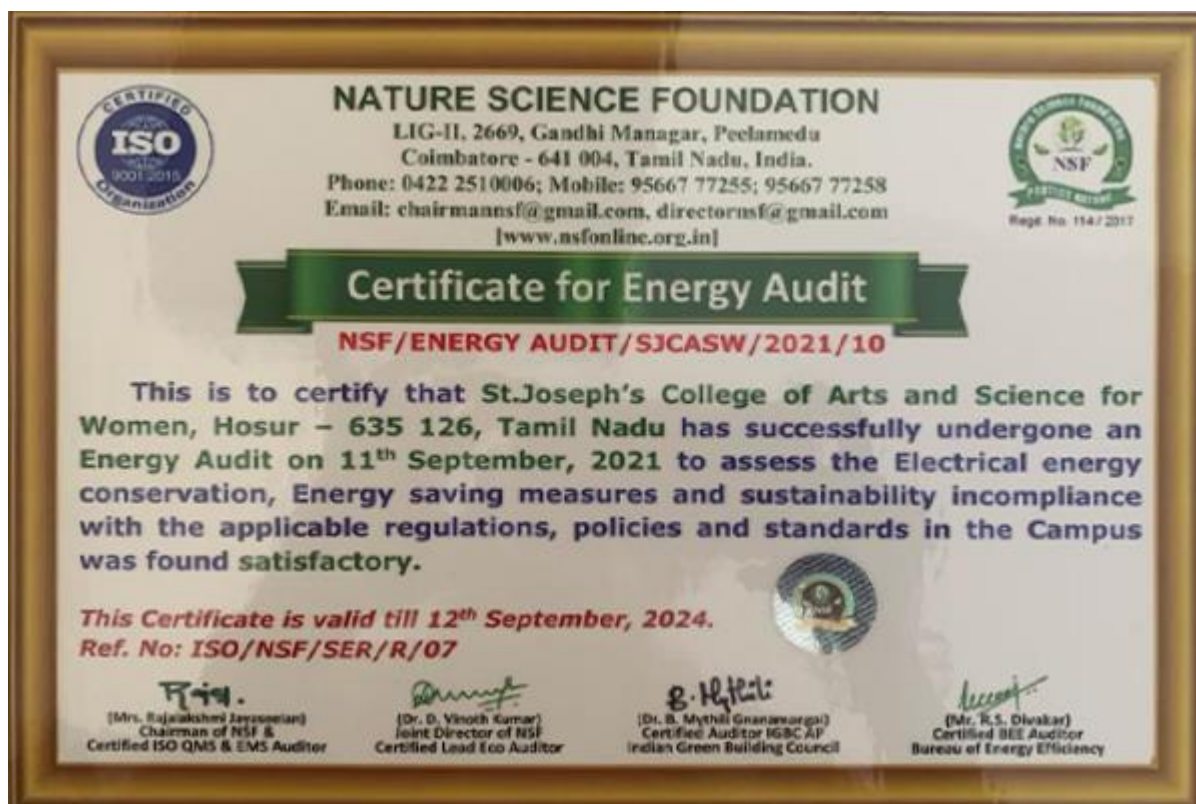 CERTIFIED
ISO
9001:2015
Organization
NATURE SCIENCE FOUNDATION
LIG-II, 2669, Gandhi Managar, Peelamedu
Coimbatore - 641 004, Tamil Nadu, India.
Phone: 0422 2510006; Mobile: 95667 77255; 95667 77258
Email: chairmannsf@gmail.com, directornsf@gmail.com
[www.nsfonline.org.in]
Nature Science Foundation
NSF
Regd. No. 114 / 2017
Certificate for Energy Audit
NSF/ENERGY AUDIT/SJCASW/2021/10
This is to certify that St.Joseph's College of Arts and Science for
Women, Hosur – 635 126, Tamil Nadu has successfully undergone an
Energy Audit on 11th September, 2021 to assess the Electrical energy
conservation, Energy saving measures and sustainability incompliance
with the applicable regulations, policies and standards in the Campus
was found satisfactory.
This Certificate is valid till 12th September, 2024.
Ref. No: ISO/NSF/SER/R/07
B. Mythili
(Mrs. Rajalakshmi Jayaseelan)
Chairman of NSF &
Certified ISO QMS & EMS Auditor
(Dr. D. Vinoth Kumar)
Joint Director of NSF
Certified Lead Eco Auditor
(Dr. B. Mythili Gnanamangai)
Certified Auditor IGBC AP
Indian Green Building Council
(Mr. R.S. Divakar)
Certified BEE Auditor
Bureau of Energy Efficiency